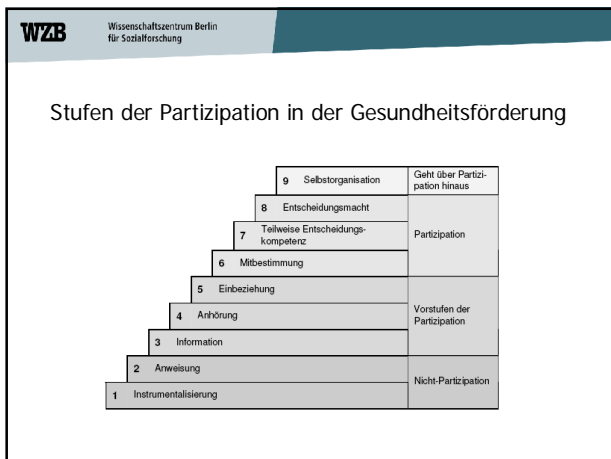 WZB
Wissenschaftszentrum Berlin
für Sozialforschung
Stufen der Partizipation in der Gesundheitsförderung
9 Selbstorganisation
Geht über Partizi-
pation hinaus
8 Entscheidungsmacht
7 Teilweise Entscheidungs-
kompetenz
Partizipation
6 Mitbestimmung
5 Einbeziehung
4 Anhörung
Vorstufen der
Partizipation
3 Information
2 Anweisung
Nicht-Partizipation
1 Instrumentalisierung